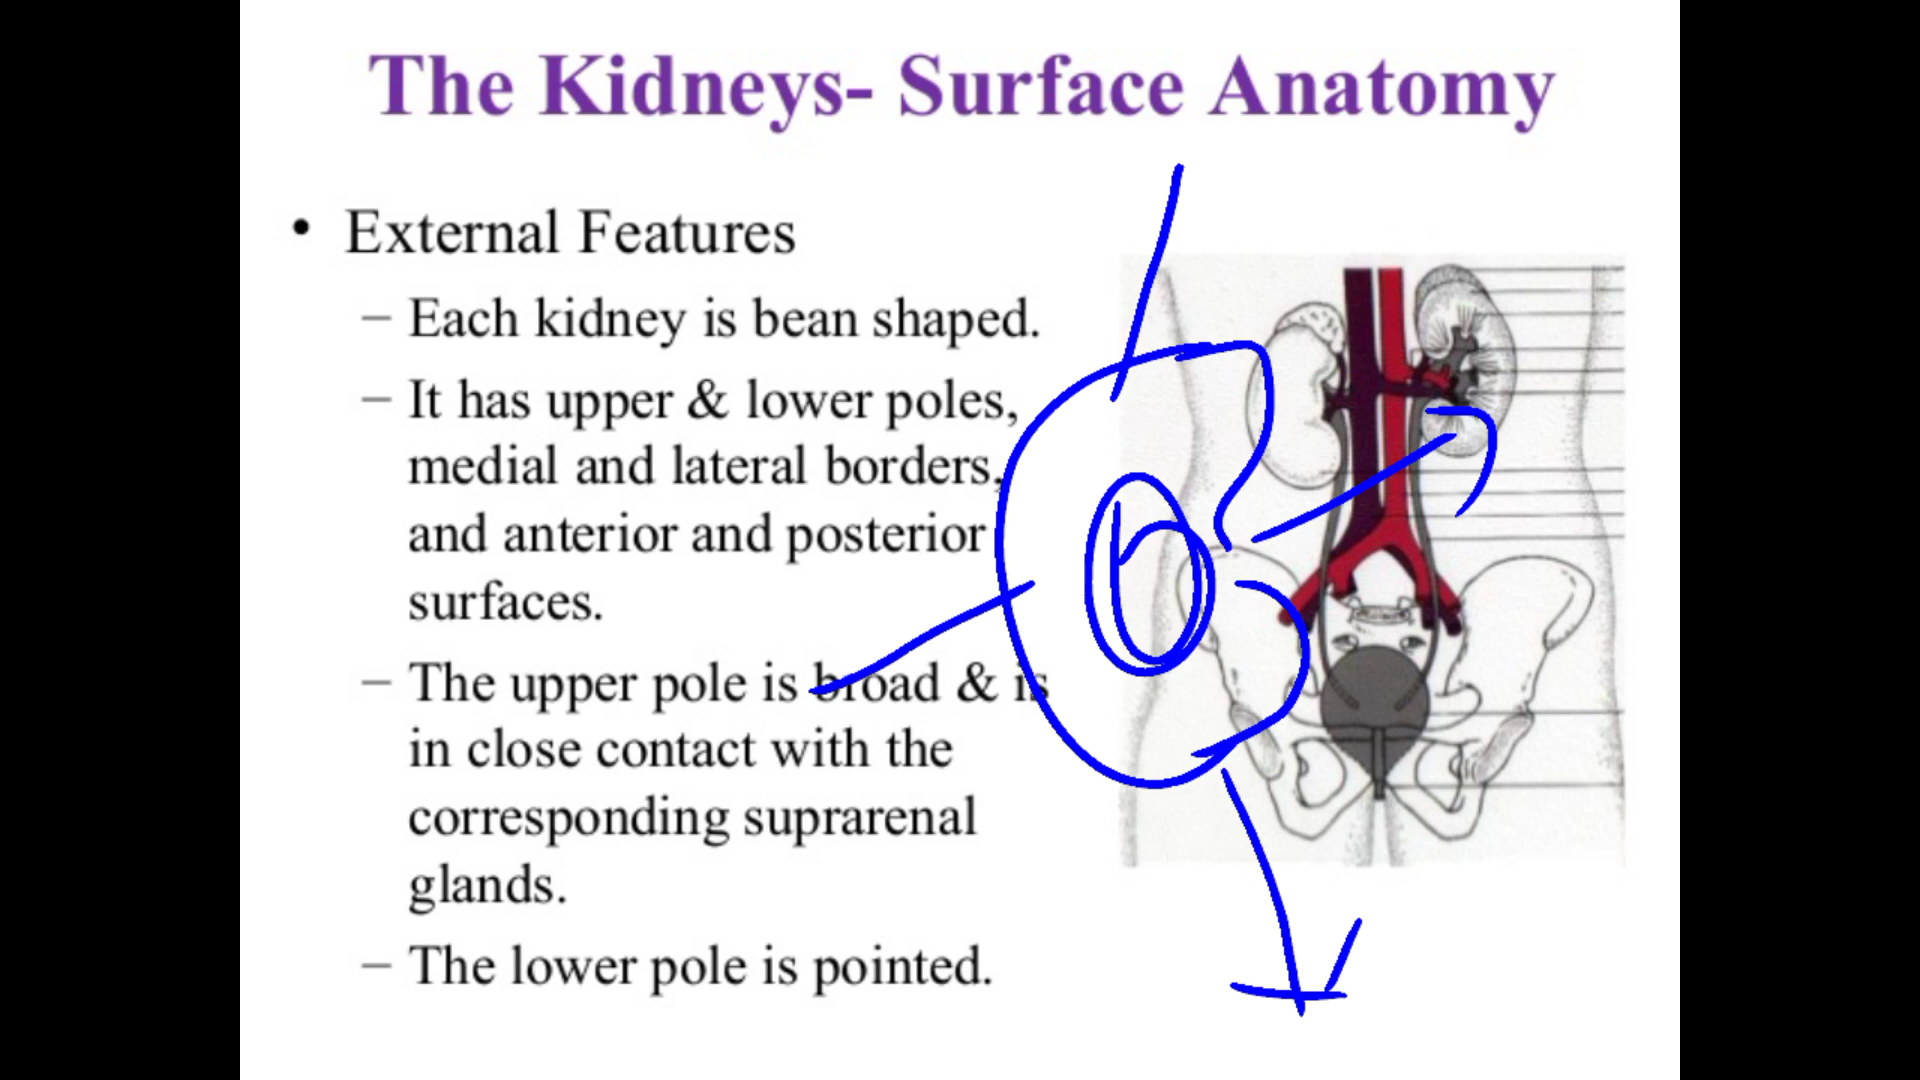 The Kidneys- Surface Anatomy
• External Features
– Each kidney is bean shaped.
– It has upper & lower poles,
medial and lateral borders,
and anterior and posterior
surfaces.
– The upper pole is broad & is
in close contact with the
corresponding suprarenal
glands.
– The lower pole is pointed.